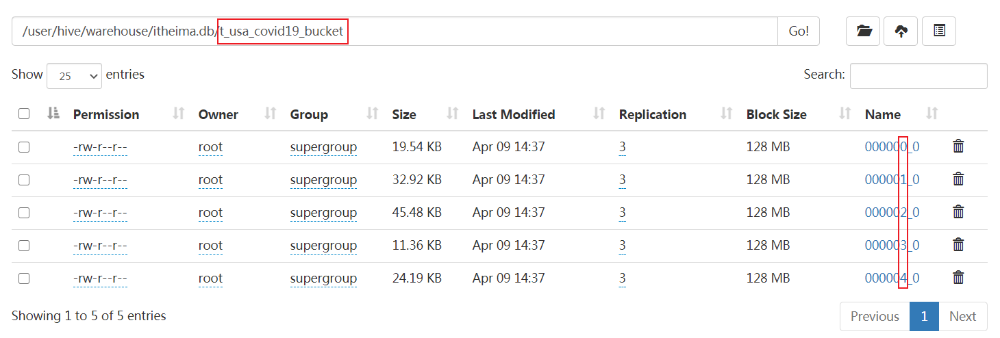 /user/hive/warehouse/itheima.db/t_usa_covid19_bucket Go!
Show 25 entries Search:
Permission Owner Group Size Last Modified Replication Block Size Name
-rw-r--r-- root supergroup 19.54 KB Apr 09 14:37 3 128 MB 000000_0
-rw-r--r-- root supergroup 32.92 KB Apr 09 14:37 3 128 MB 000001_0
-rw-r--r-- root supergroup 45.48 KB Apr 09 14:37 3 128 MB 000002_0
-rw-r--r-- root supergroup 11.36 KB Apr 09 14:37 3 128 MB 000003_0
-rw-r--r-- root supergroup 24.19 KB Apr 09 14:37 3 128 MB 000004_0
Showing 1 to 5 of 5 entries Previous 1 Next